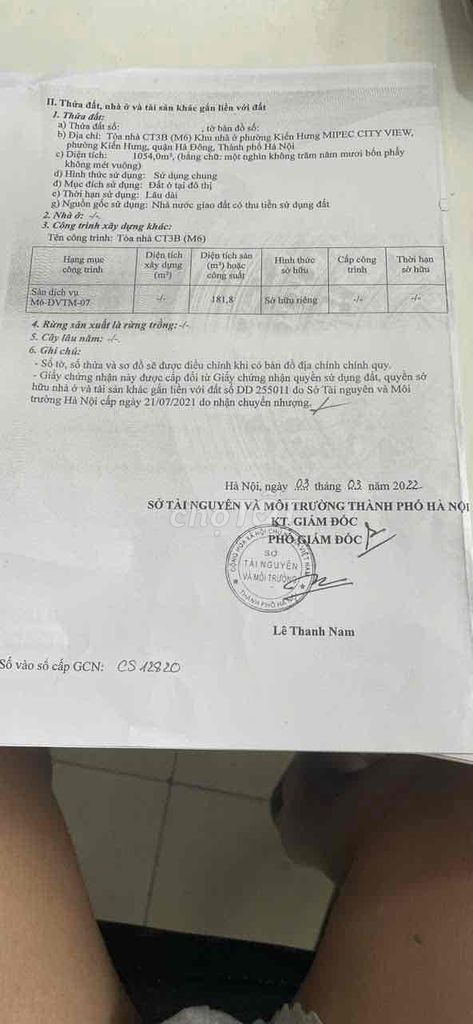 II. Thửa đất, nhà ở và tài sản khác gắn liền với đất
1. Thửa đất:
a) Thửa đất số: , tờ bản đồ số:
b) Địa chỉ: Tòa nhà CT3B (M6) Khu nhà ở phường Kiến Hưng MIPEC CITY VIEW,
phường Kiến Hưng, quận Hà Đông, Thành phố Hà Nội
c) Diện tích: 1054,0m², (bằng chữ: một nghìn không trăm năm mươi bốn phẩy
không mét vuông)
d) Hình thức sử dụng: Sử dụng chung
đ) Mục đích sử dụng: Đất ở tại đô thị
e) Thời hạn sử dụng: Lâu dài
g) Nguồn gốc sử dụng: Nhà nước giao đất có thu tiền sử dụng đất
2. Nhà ở: -/-.
3. Công trình xây dựng khác:
Tên công trình: Tòa nhà CT3B (M6)
Hạng mục công trình | Diện tích xây dựng (m²) | Diện tích sàn (m²) hoặc công suất | Hình thức sở hữu | Cấp công trình | Thời hạn sở hữu
Sàn dịch vụ M6-DVTM-07 | -/- | 181,8 | Sở hữu riêng | -/- | -/-
4. Rừng sản xuất là rừng trồng: -/-
5. Cây lâu năm: -/-.
6. Ghi chú:
- Số tờ, số thửa và sơ đồ sẽ được điều chỉnh khi có bản đồ địa chính chính quy.
- Giấy chứng nhận này được cấp đổi từ Giấy chứng nhận quyền sử dụng đất, quyền sở
hữu nhà ở và tài sản khác gắn liền với đất số DD 255011 do Sở Tài nguyên và Môi
trường Hà Nội cấp ngày 21/07/2021 do nhận chuyển nhượng.
Hà Nội, ngày 03 tháng 03 năm 2022
SỞ TÀI NGUYÊN VÀ MÔI TRƯỜNG THÀNH PHỐ HÀ NỘI
KT. GIÁM ĐỐC
PHÓ GIÁM ĐỐC
SỞ
TÀI NGUYÊN
VÀ MÔI TRƯỜNG
THÀNH PHỐ HÀ NỘI
Lê Thanh Nam
Số vào sổ cấp GCN: CS 12820